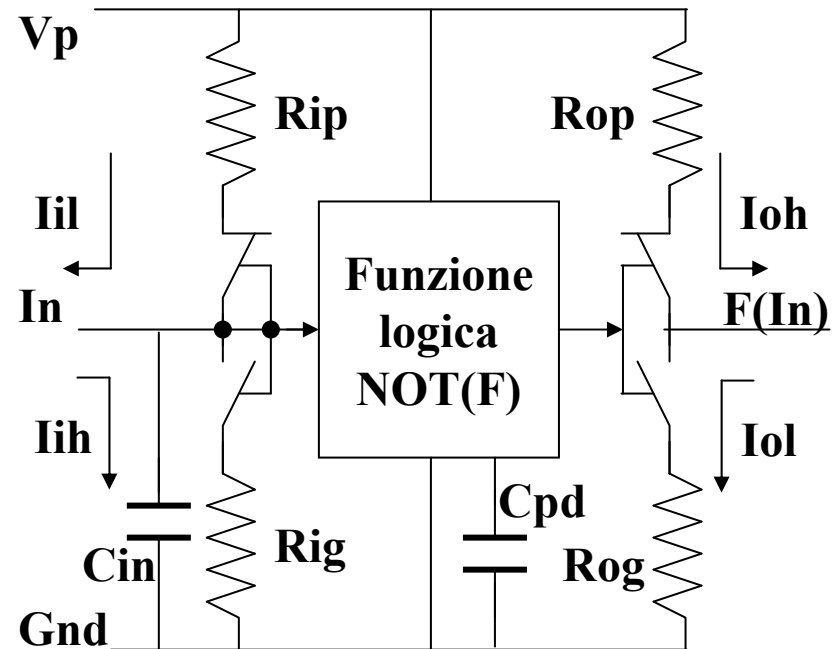 Vp
Rip
Rop
Iil
Ioh
Funzione
logica
NOT(F)
In
F(In)
Iih
Iol
Cpd
Cin
Rig
Rog
Gnd